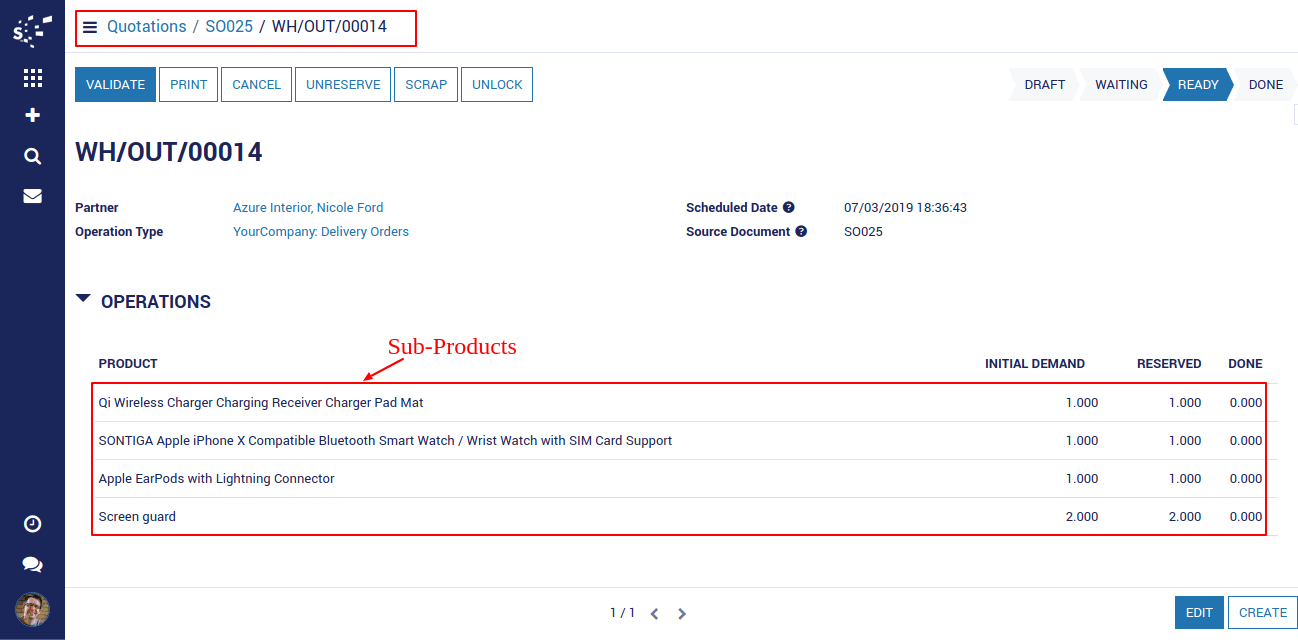 S
Quotations / SO025 / WH/OUT/00014
VALIDATE PRINT CANCEL UNRESERVE SCRAP UNLOCK DRAFT WAITING READY DONE
WH/OUT/00014
Partner Azure Interior, Nicole Ford Scheduled Date ? 07/03/2019 18:36:43
Operation Type YourCompany: Delivery Orders Source Document ? SO025
OPERATIONS
Sub-Products
PRODUCT INITIAL DEMAND RESERVED DONE
Qi Wireless Charger Charging Receiver Charger Pad Mat 1.000 1.000 0.000
SONTIGA Apple iPhone X Compatible Bluetooth Smart Watch / Wrist Watch with SIM Card Support 1.000 1.000 0.000
Apple EarPods with Lightning Connector 1.000 1.000 0.000
Screen guard 2.000 2.000 0.000
1 / 1
EDIT CREATE